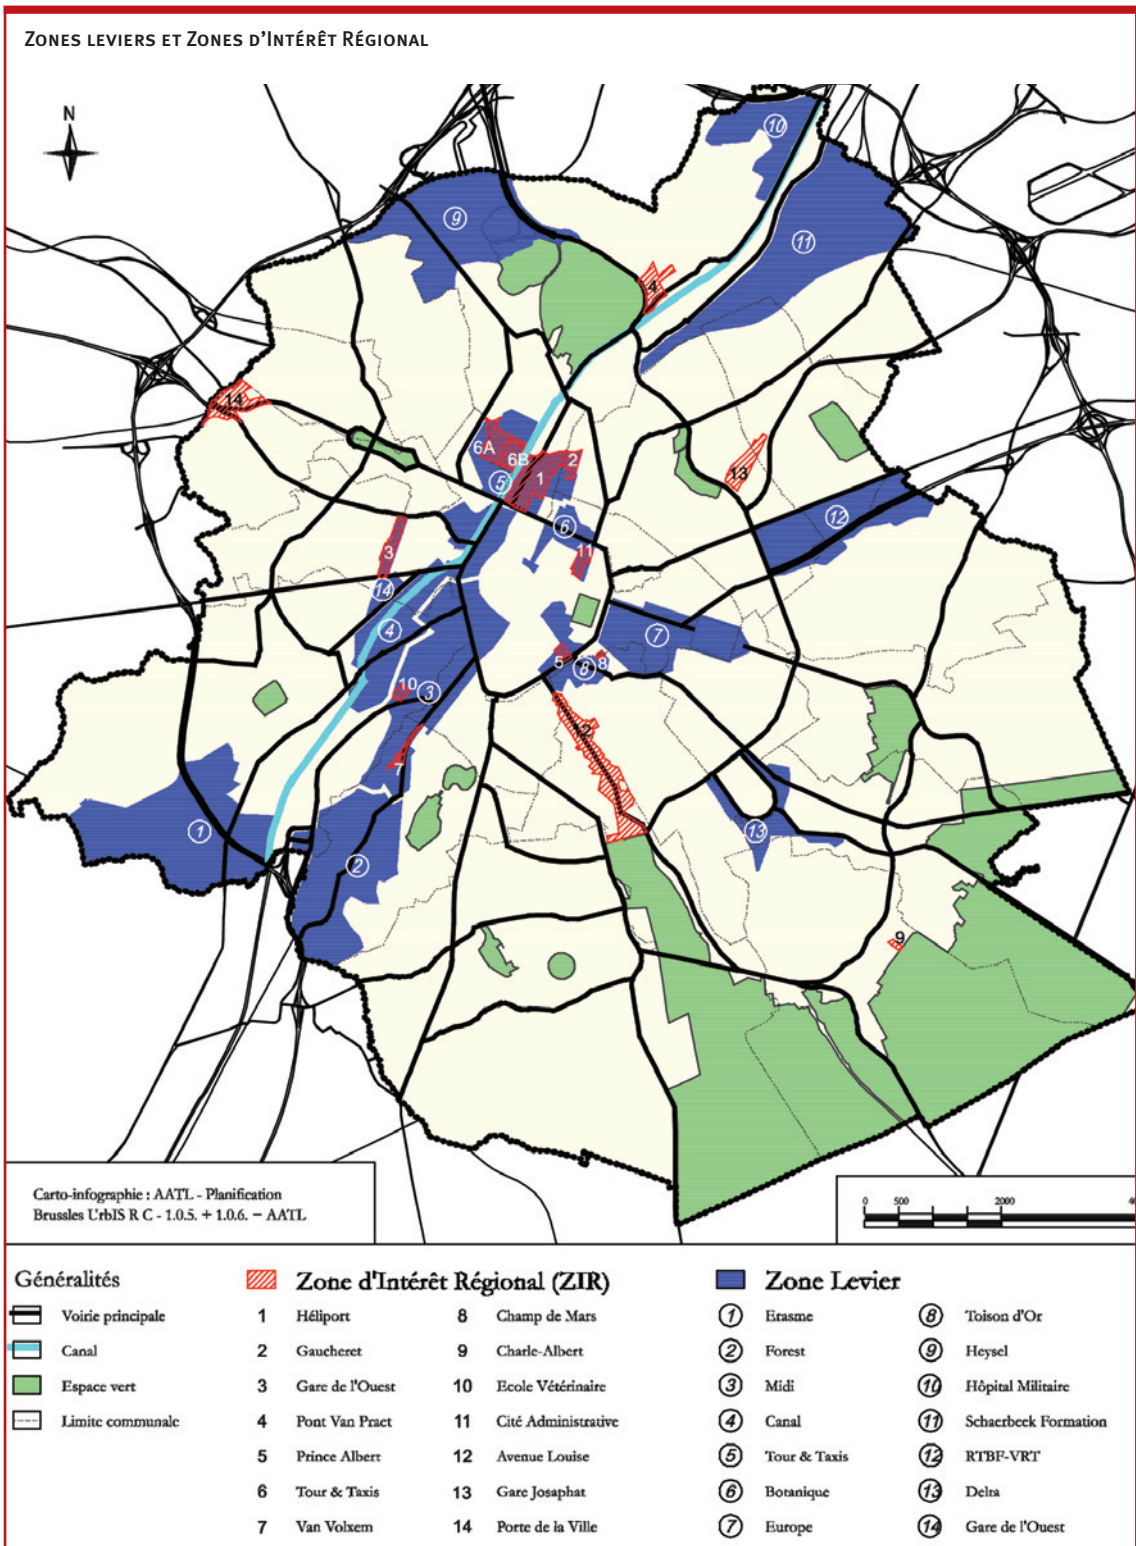 Zones leviers et Zones d'Intérêt Régional
N
10
9
11
4
14
6A
6B
2
1
13
5
12
6
3
11
14
4
7
5
8
8
10
3
2
7
1
13
2
9
Carto-infographie : AATL - Planification
Brussles UrbIS R C - 1.0.5. + 1.0.6. - AATL
0 500 2000
Généralités
Voirie principale
Canal
Espace vert
Limite communale
Zone d'Intérêt Régional (ZIR)
1 Héliport
2 Gaucheret
3 Gare de l'Ouest
4 Pont Van Praet
5 Prince Albert
6 Tour & Taxis
7 Van Volxem
8 Champ de Mars
9 Charle-Albert
10 Ecole Vétérinaire
11 Cité Administrative
12 Avenue Louise
13 Gare Josaphat
14 Porte de la Ville
Zone Levier
1 Erasme
2 Forest
3 Midi
4 Canal
5 Tour & Taxis
6 Botanique
7 Europe
8 Toison d'Or
9 Heysel
10 Hôpital Militaire
11 Schaerbeek Formation
12 RTBF-VRT
13 Delta
14 Gare de l'Ouest